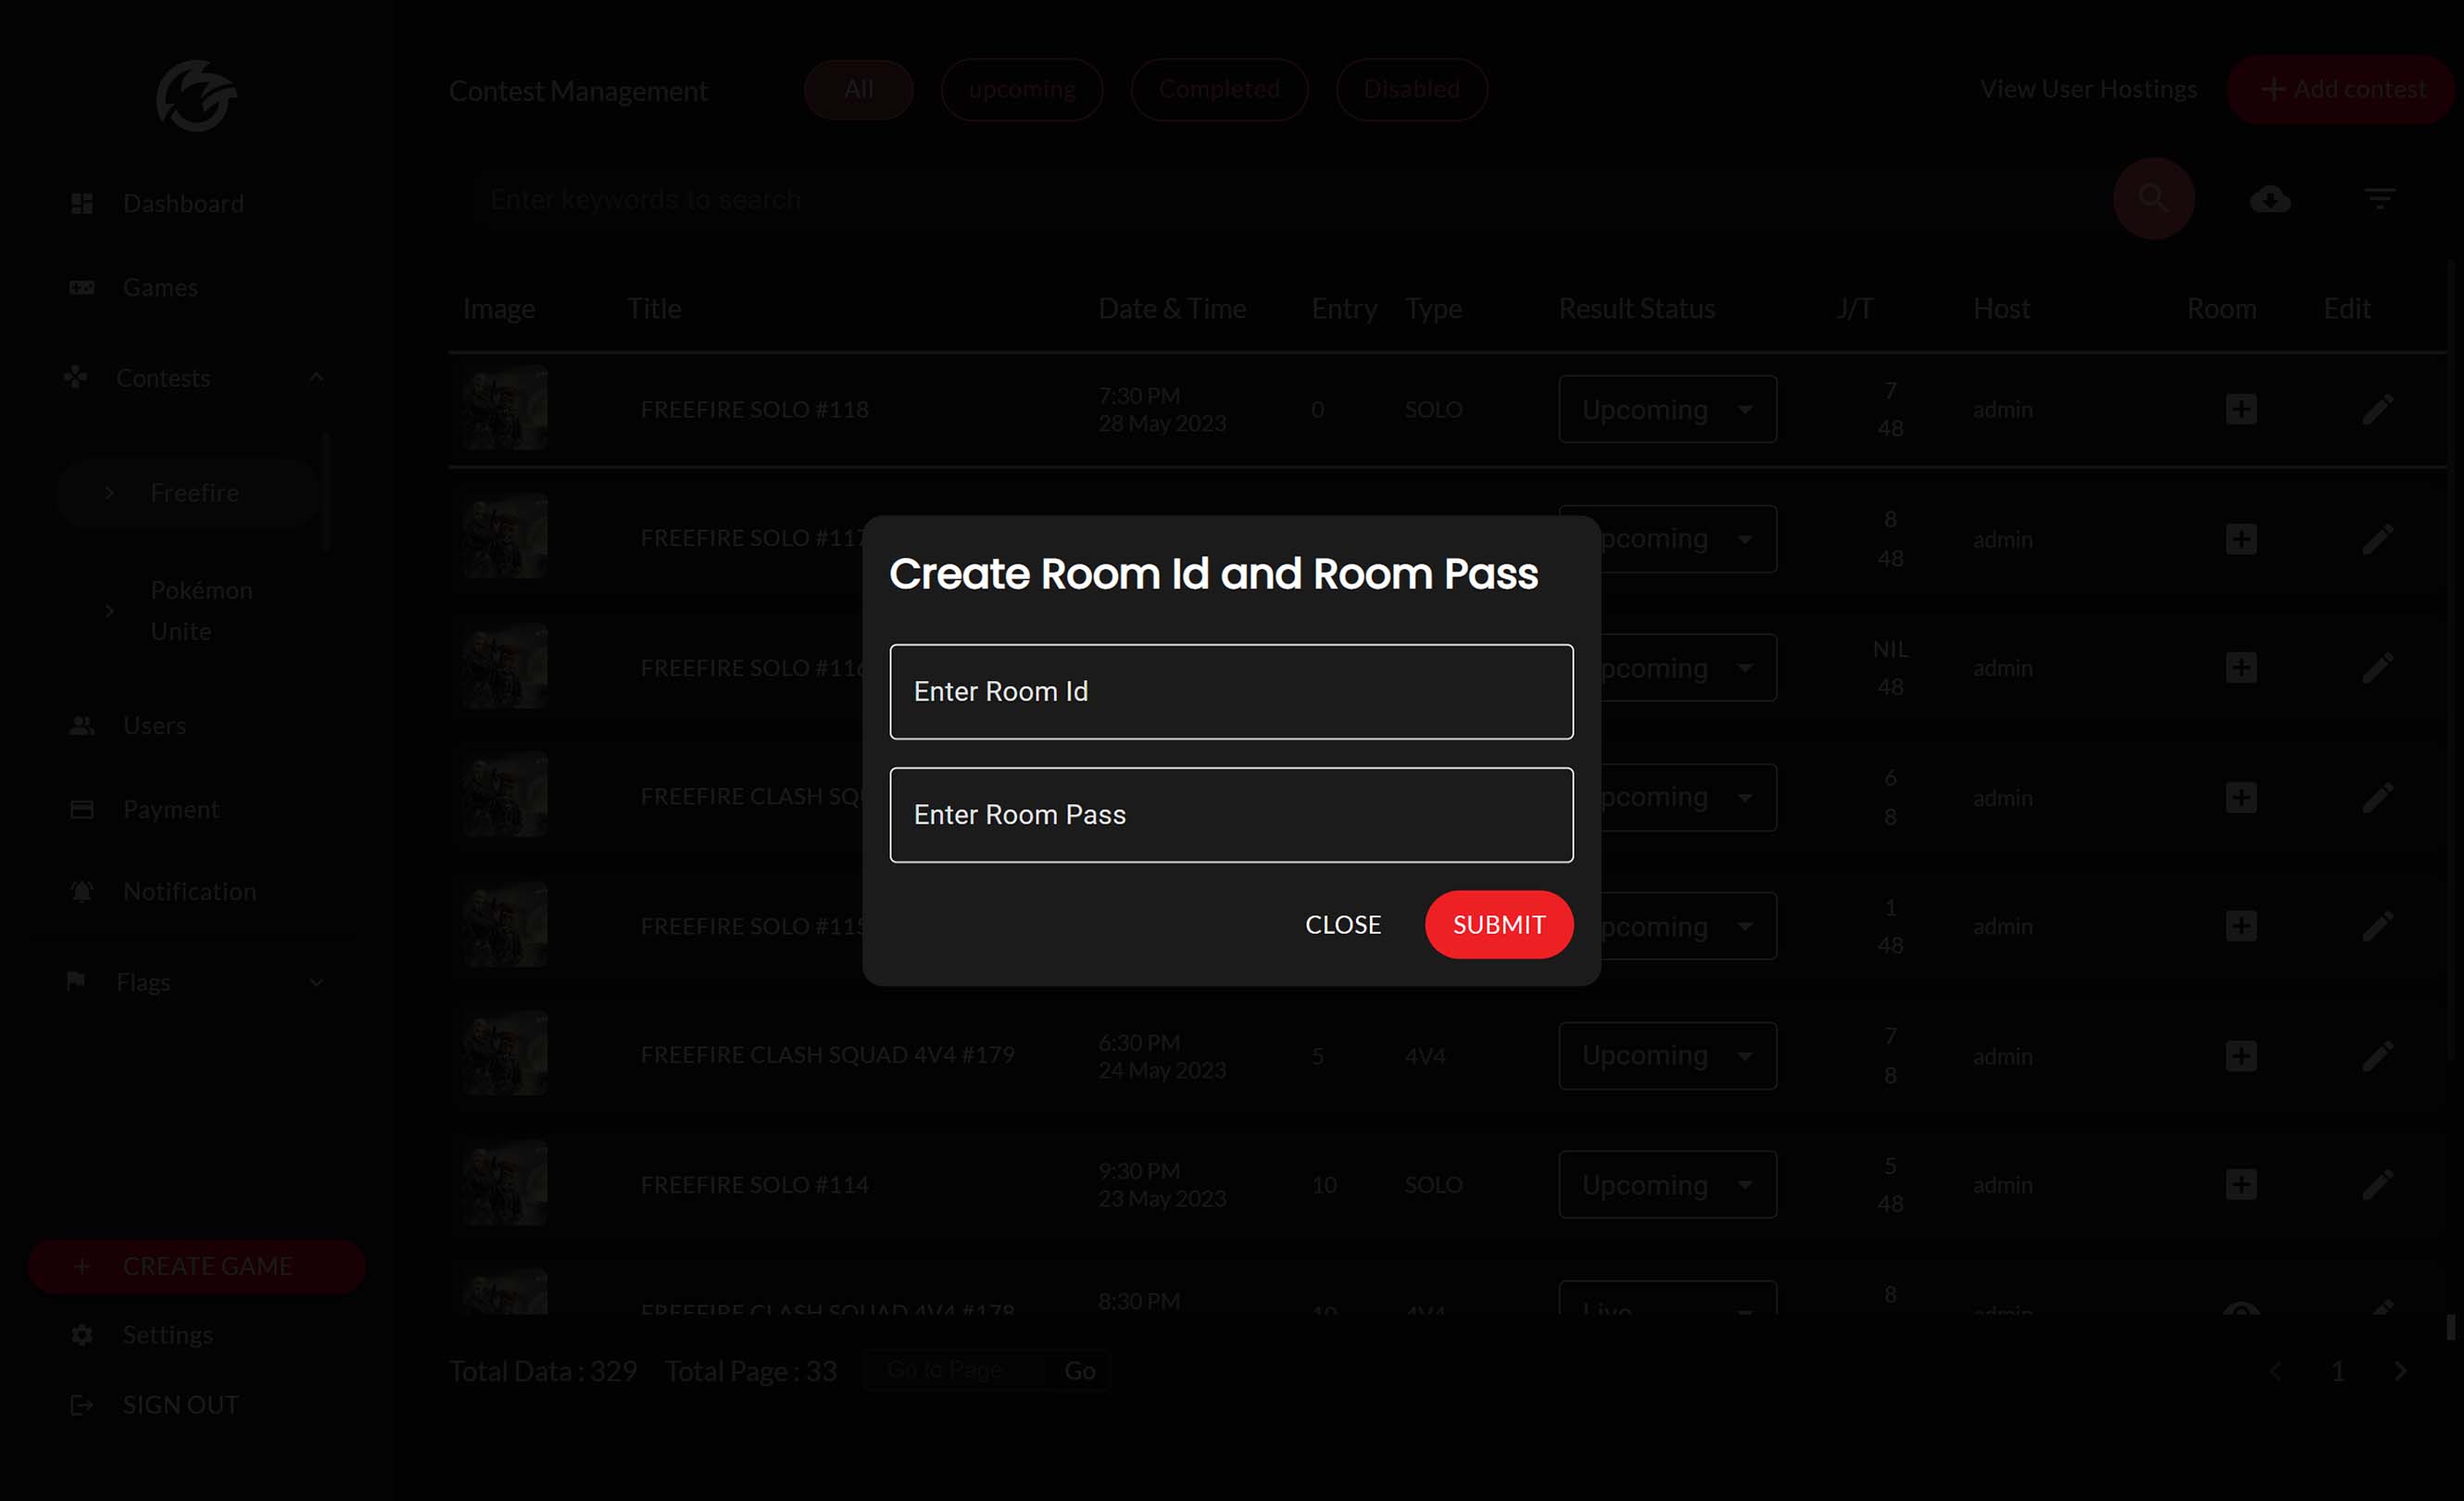 Contest Management
All
upcoming
Completed
Disabled
View User Hostings
Add contest
Enter keywords to search
Dashboard
Games
Contests
Freefire
Pokémon
Unite
Users
Payment
Notification
Flags
CREATE GAME
Settings
SIGN OUT
Image Title Date & Time Entry Type Result Status J/T Host Room Edit
FREEFIRE SOLO #118 7:30 PM 28 May 2023 0 SOLO Upcoming 7 48 admin
FREEFIRE SOLO #117 pcoming 8 48 admin
FREEFIRE SOLO #116 pcoming NIL 48 admin
FREEFIRE CLASH SQU pcoming 6 8 admin
FREEFIRE SOLO #115 pcoming 1 48 admin
FREEFIRE CLASH SQUAD 4V4 #179 6:30 PM 24 May 2023 5 4V4 Upcoming 7 8 admin
FREEFIRE SOLO #114 9:30 PM 23 May 2023 10 SOLO Upcoming 5 48 admin
FREEFIRE CLASH SQUAD 4V4 #178 8:30 PM 10 4V4 Live 8 admin
Create Room Id and Room Pass
Enter Room Id
Enter Room Pass
CLOSE
SUBMIT
Total Data : 329 Total Page : 33 Go to Page Go 1